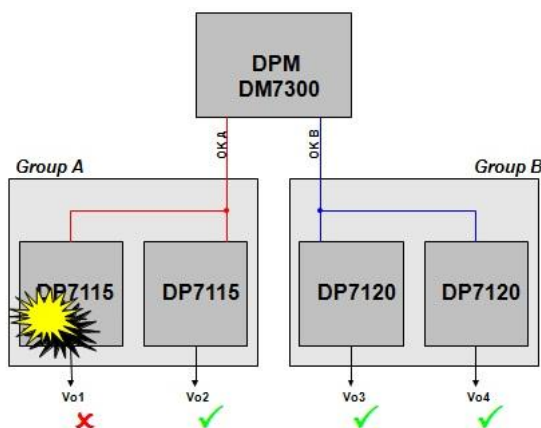 DPM
DM7300
OK A
OK B
Group A
Group B
DP7115
DP7115
DP7120
DP7120
Vo1
Vo2
Vo3
Vo4